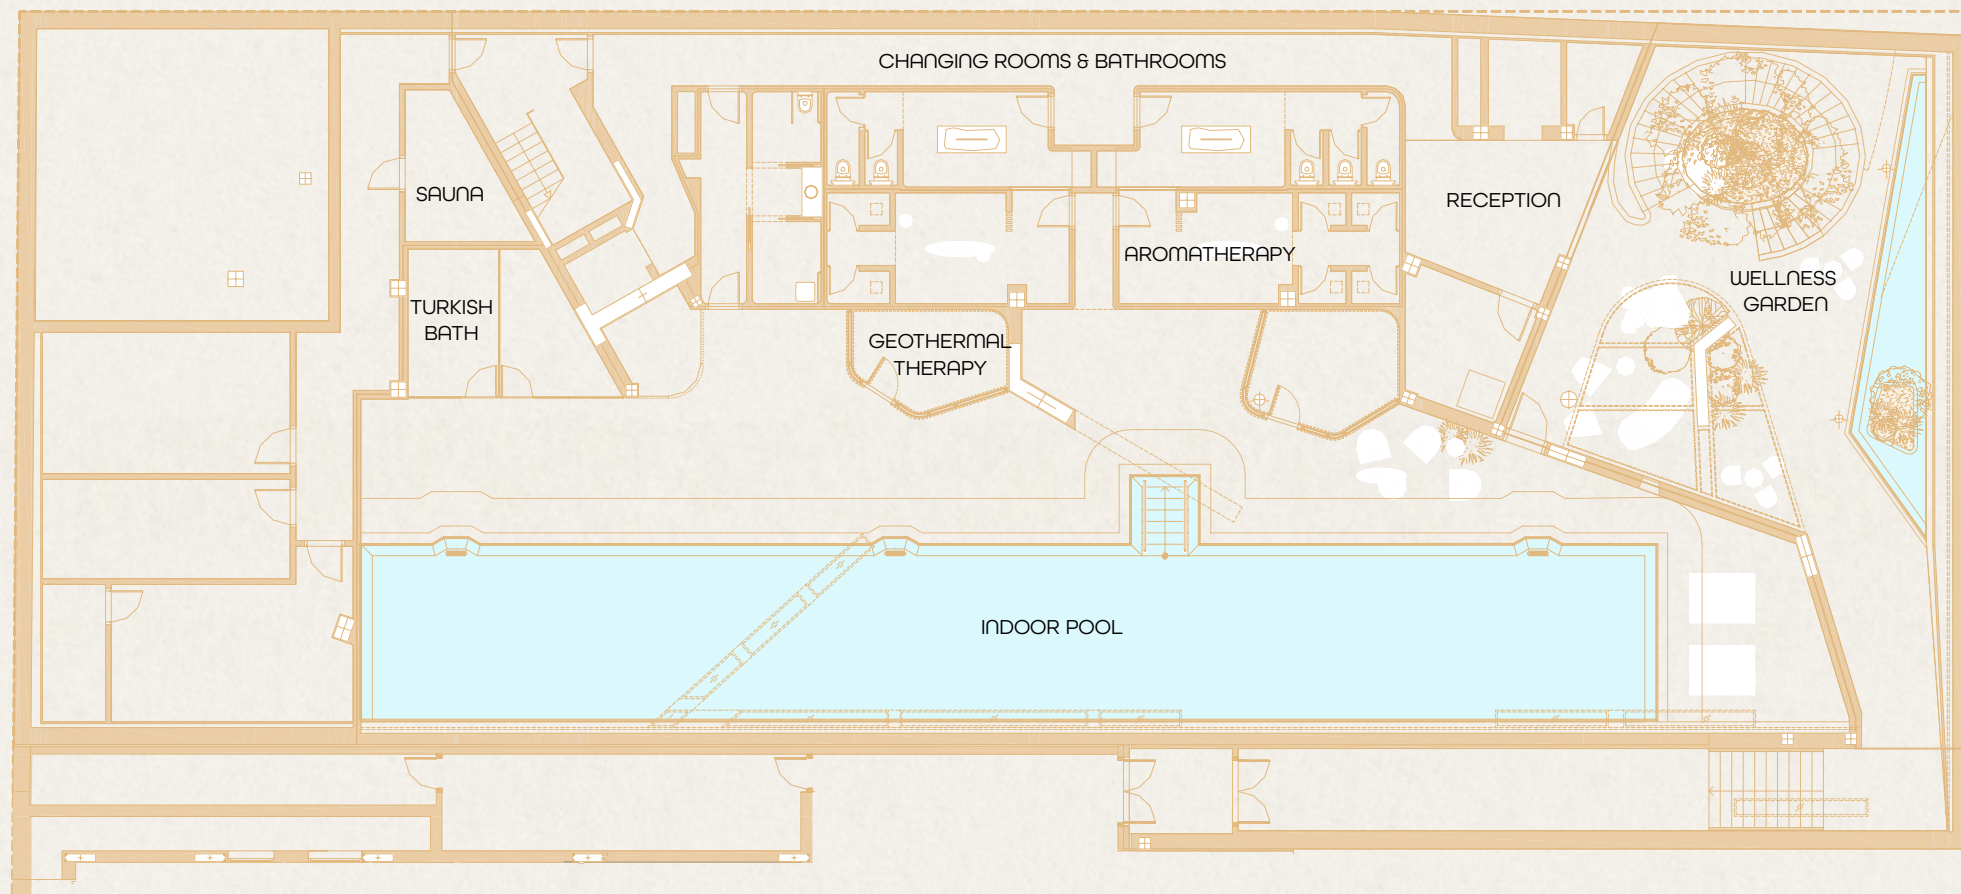 CHANGING ROOMS & BATHROOMS
SAUNA
RECEPTION
AROMATHERAPY
WELLNESS
GARDEN
TURKISH
BATH
GEOTHERMAL
THERAPY
INDOOR POOL